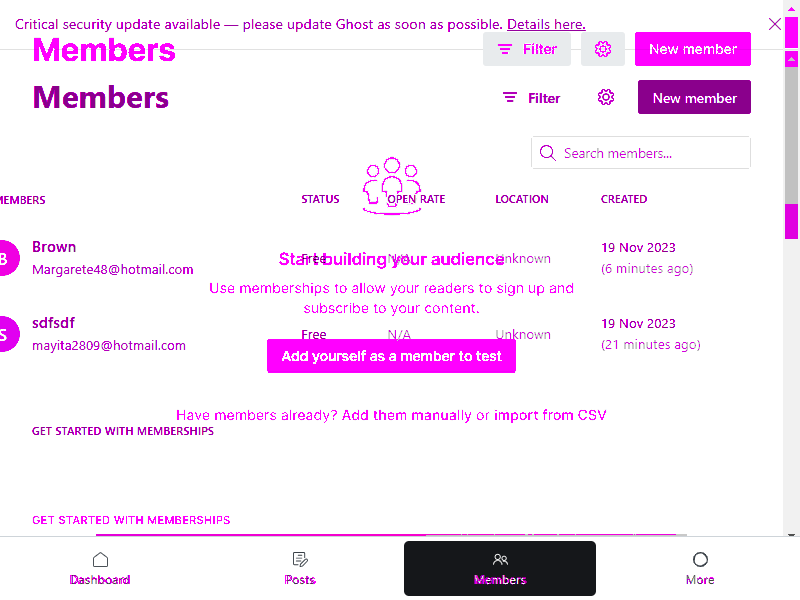 Critical security update available — please update Ghost as soon as possible. Details here.
Members
Filter
New member
Members
Filter
New member
Search members...
MEMBERS
STATUS
OPEN RATE
LOCATION
CREATED
B
Brown
Margarete48@hotmail.com
Free
N/A
Unknown
19 Nov 2023
(6 minutes ago)
Start building your audience
Use memberships to allow your readers to sign up and
subscribe to your content.
S
sdfsdf
mayita2809@hotmail.com
Free
N/A
Unknown
19 Nov 2023
(21 minutes ago)
Add yourself as a member to test
Have members already? Add them manually or import from CSV
GET STARTED WITH MEMBERSHIPS
GET STARTED WITH MEMBERSHIPS
Dashboard
Posts
Members
More